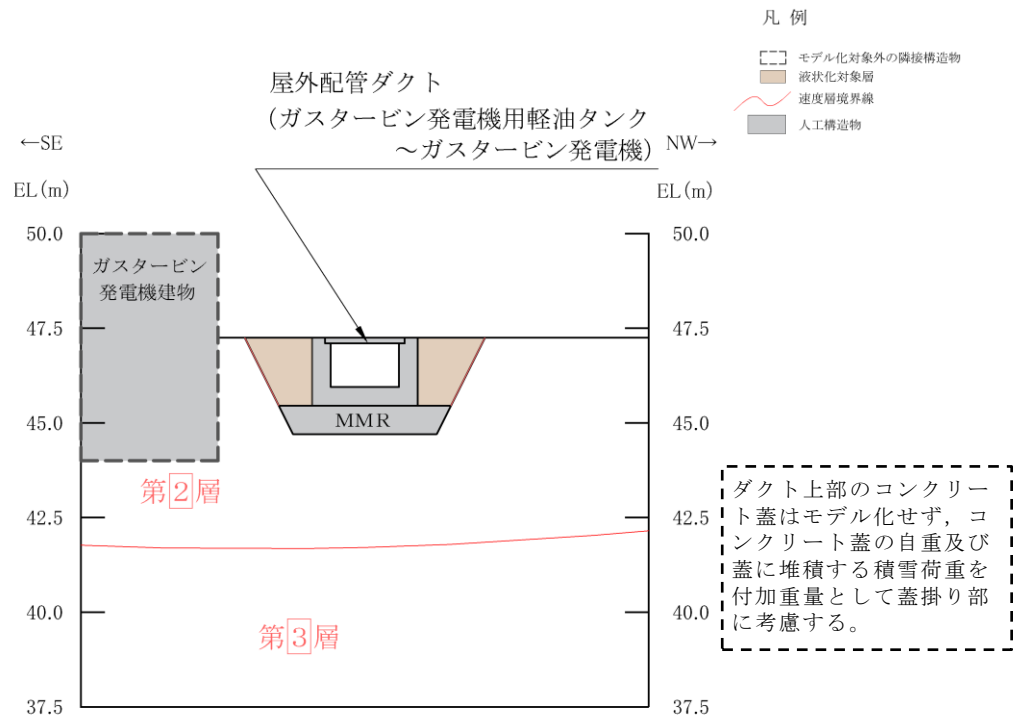 凡 例
モデル化対象外の隣接構造物
液状化対象層
速度層境界線
人工構造物
屋外配管ダクト
（ガスタービン発電機用軽油タンク
～ガスタービン発電機）
←SE
NW→
EL(m)
EL(m)
50.0
50.0
ガスタービン
発電機建物
47.5
47.5
45.0
MMR
45.0
第2層
42.5
42.5
ダクト上部のコンクリー
ト蓋はモデル化せず，コ
ンクリート蓋の自重及び
蓋に堆積する積雪荷重を
付加重量として蓋掛り部
に考慮する。
40.0
40.0
第3層
37.5
37.5